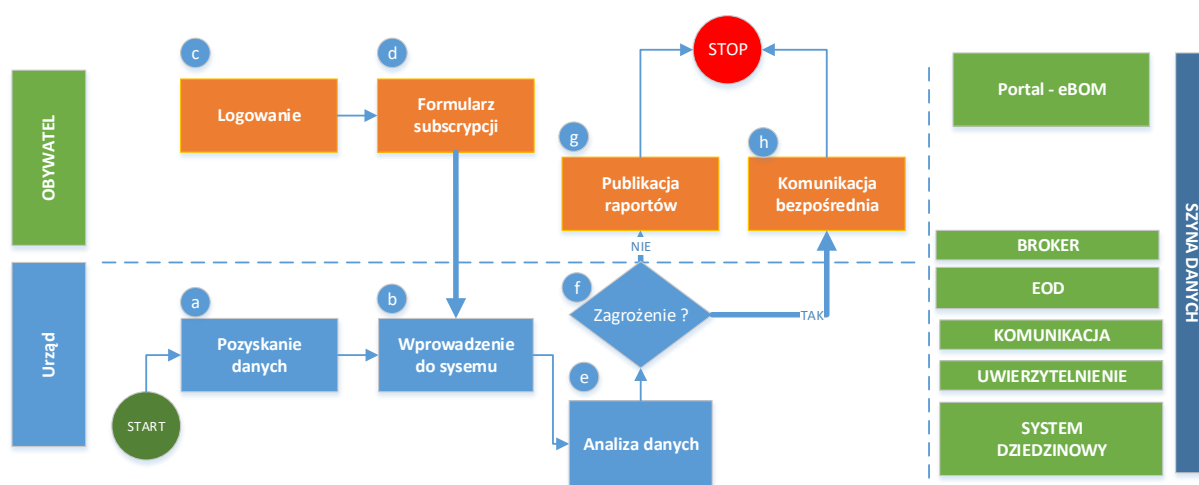 STOP
c
d
OBYWATEL
Logowanie
Formularz
subscrypcji
g
h
Publikacja
raportów
Komunikacja
bezpośrednia
NIE
Urząd
a
b
f
Zagrożenie ?
TAK
Pozyskanie
danych
Wprowadzenie
do sysemu
e
START
Analiza danych
Portal - eBOM
BROKER
EOD
KOMUNIKACJA
UWIERZYTELNIENIE
SYSTEM
DZIEDZINOWY
SZYNA DANYCH